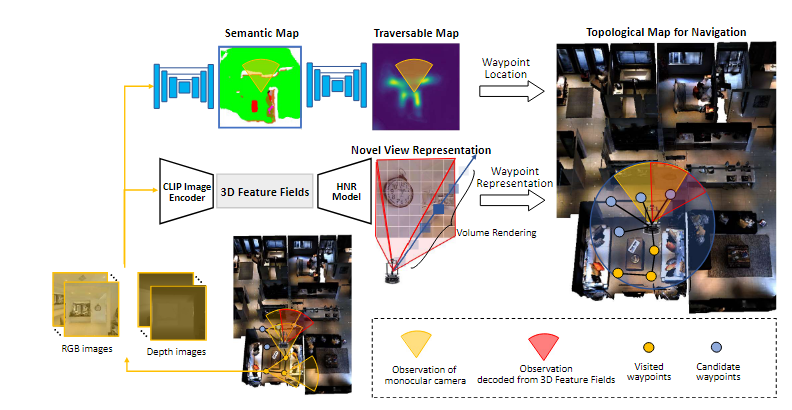 Semantic Map
Traversable Map
Topological Map for Navigation
Waypoint
Location
Novel View Representation
CLIP Image
Encoder
3D Feature Fields
HNR
Model
Waypoint
Representation
Volume Rendering
RGB images
Depth images
Observation of
monocular camera
Observation
decoded from 3D Feature Fields
Visited
waypoints
Candidate
waypoints